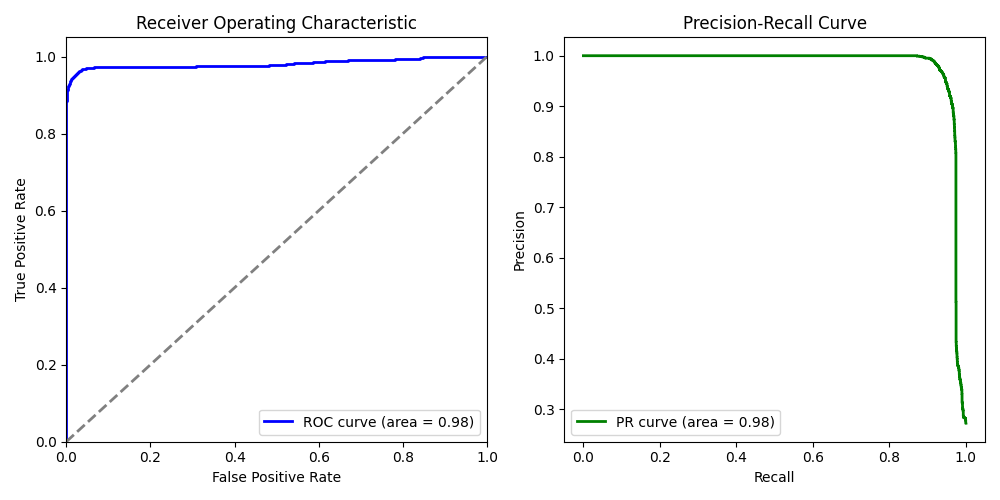 Receiver Operating Characteristic
1.0
0.8
0.6
0.4
0.2
0.0
True Positive Rate
ROC curve (area = 0.98)
0.0 0.2 0.4 0.6 0.8 1.0
False Positive Rate
Precision-Recall Curve
1.0
0.9
0.8
0.7
0.6
0.5
0.4
0.3
Precision
PR curve (area = 0.98)
0.0 0.2 0.4 0.6 0.8 1.0
Recall